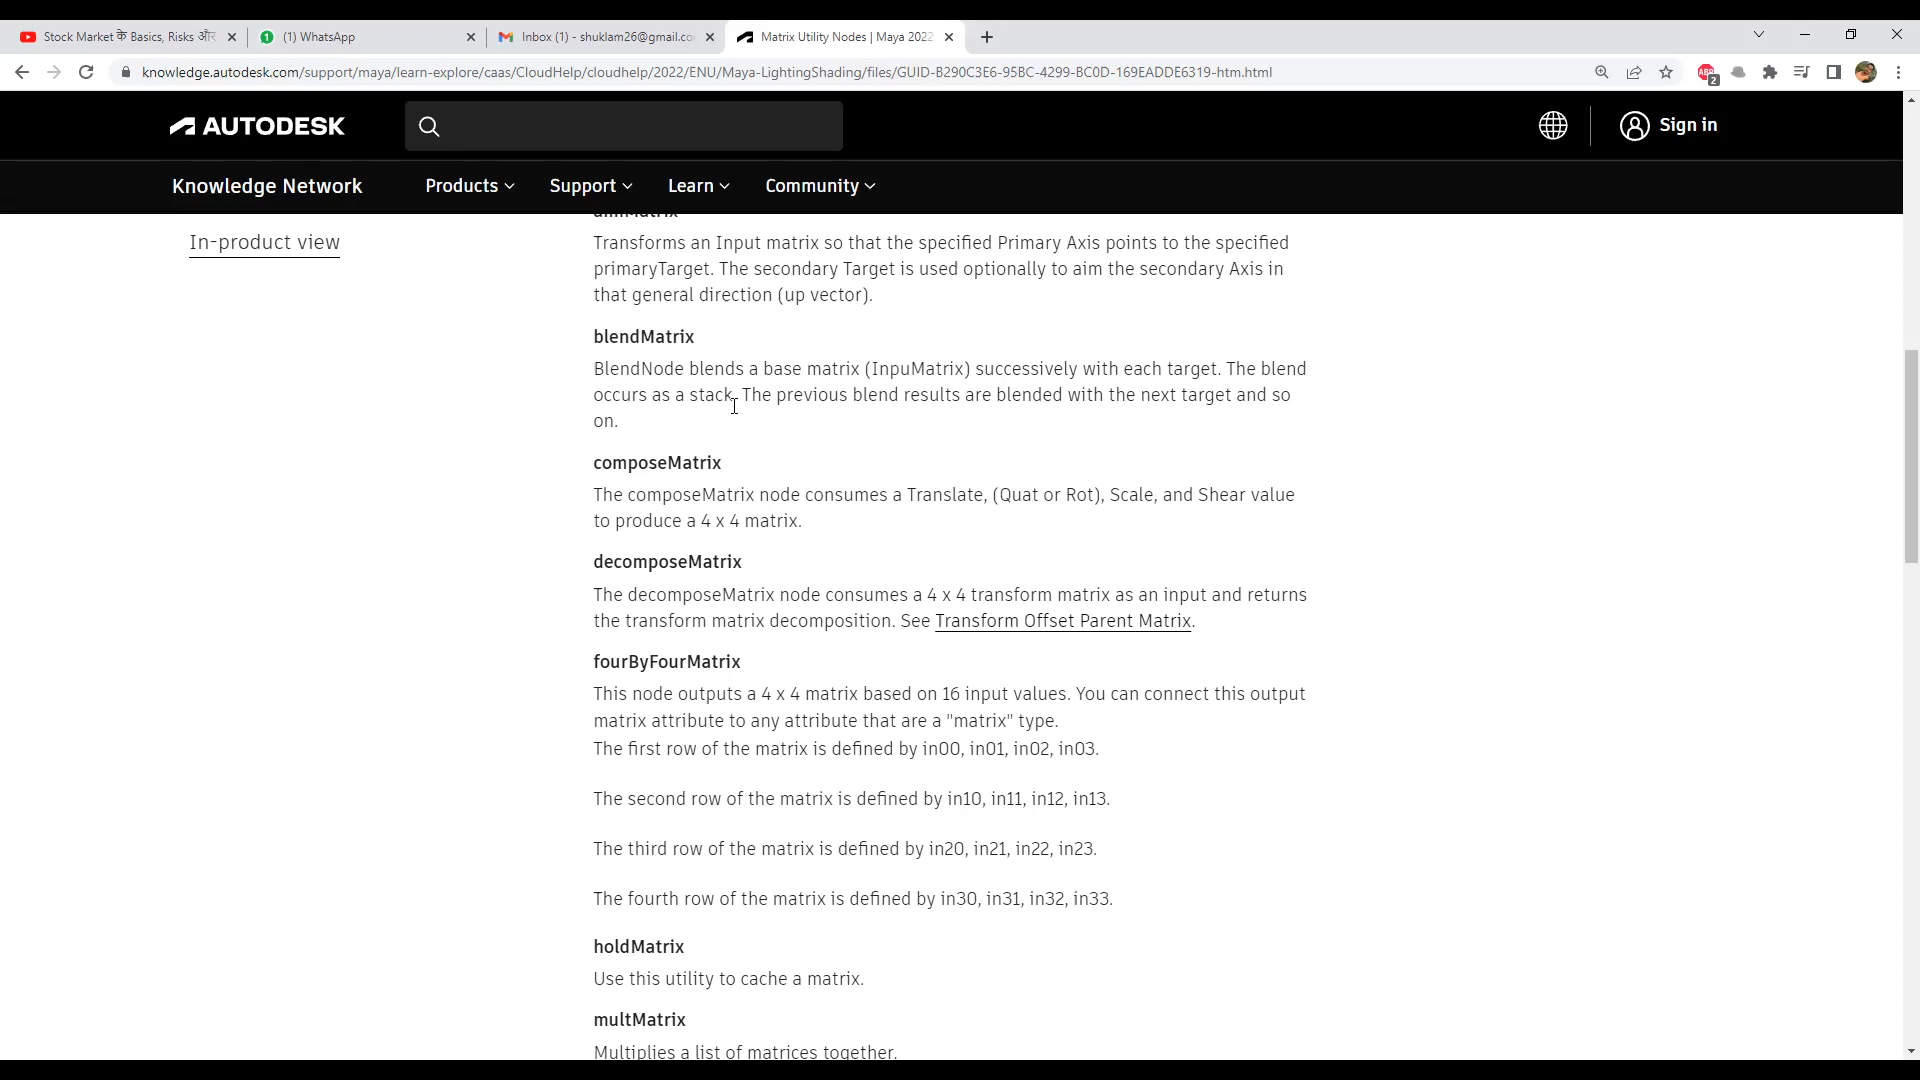 Stock Market के Basics, Risks और
(1) WhatsApp
Inbox (1) - shuklam26@gmail.co
Matrix Utility Nodes | Maya 2022
knowledge.autodesk.com/support/maya/learn-explore/caas/CloudHelp/cloudhelp/2022/ENU/Maya-LightingShading/files/GUID-B290C3E6-95BC-4299-BC0D-169EADDE6319-htm.html
ABP
2
AUTODESK
Sign in
Knowledge Network
Products
Support
Learn
Community
In-product view
Transforms an Input matrix so that the specified Primary Axis points to the specified
primaryTarget. The secondary Target is used optionally to aim the secondary Axis in
that general direction (up vector).
blendMatrix
BlendNode blends a base matrix (InpuMatrix) successively with each target. The blend
occurs as a stack. The previous blend results are blended with the next target and so
on.
composeMatrix
The composeMatrix node consumes a Translate, (Quat or Rot), Scale, and Shear value
to produce a 4 x 4 matrix.
decomposeMatrix
The decomposeMatrix node consumes a 4 x 4 transform matrix as an input and returns
the transform matrix decomposition. See Transform Offset Parent Matrix.
fourByFourMatrix
This node outputs a 4 x 4 matrix based on 16 input values. You can connect this output
matrix attribute to any attribute that are a "matrix" type.
The first row of the matrix is defined by in00, in01, in02, in03.
The second row of the matrix is defined by in10, in11, in12, in13.
The third row of the matrix is defined by in20, in21, in22, in23.
The fourth row of the matrix is defined by in30, in31, in32, in33.
holdMatrix
Use this utility to cache a matrix.
multMatrix
Multiplies a list of matrices together.